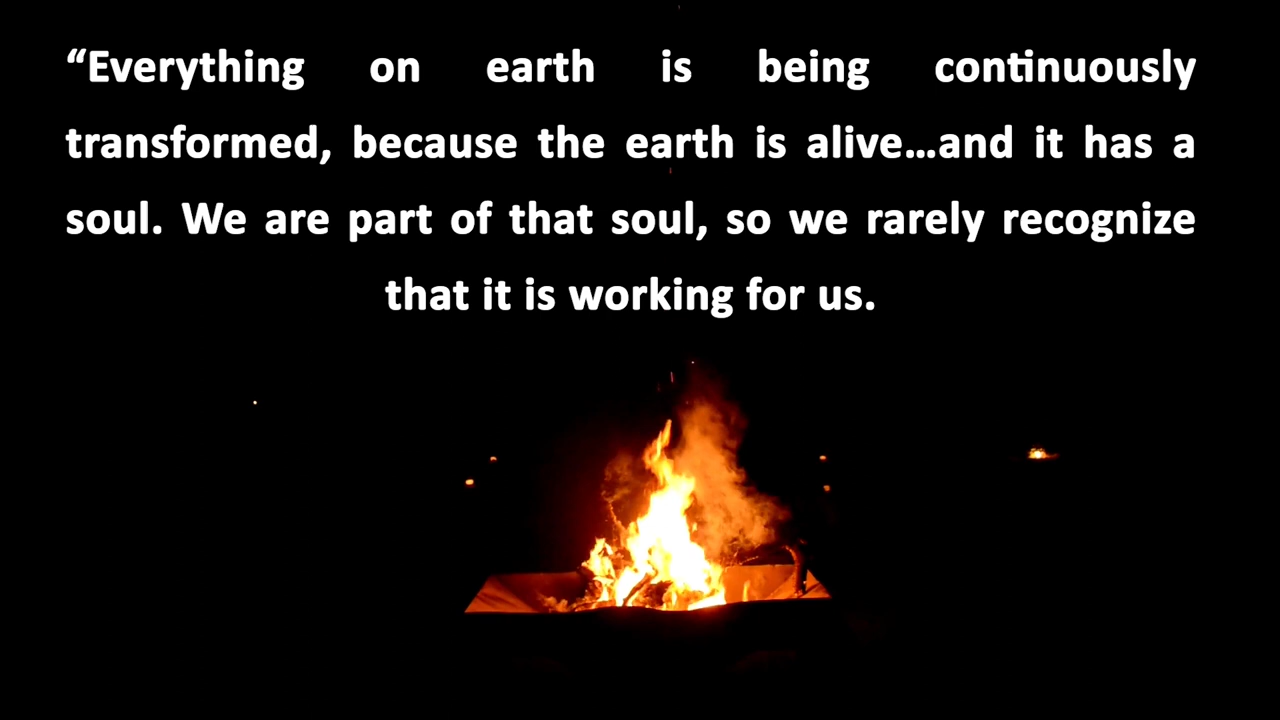 “Everything on earth is being continuously
transformed, because the earth is alive…and it has a
soul. We are part of that soul, so we rarely recognize
that it is working for us.